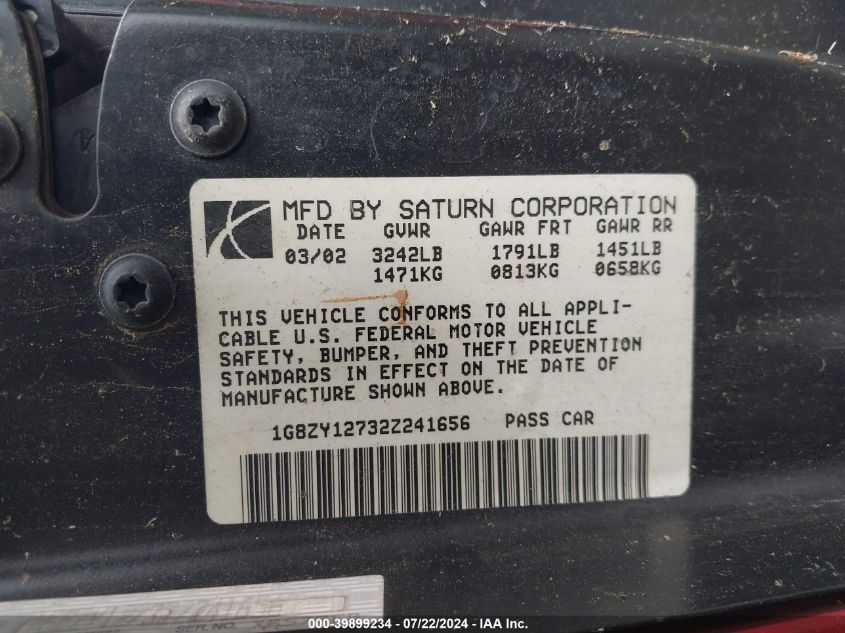 MFD BY SATURN CORPORATION
DATE GVWR GAWR FRT GAWR RR
03/02 3242LB 1791LB 1451LB
1471KG 0813KG 0658KG
THIS VEHICLE CONFORMS TO ALL APPLI-
CABLE U.S. FEDERAL MOTOR VEHICLE
SAFETY, BUMPER, AND THEFT PREVENTION
STANDARDS IN EFFECT ON THE DATE OF
MANUFACTURE SHOWN ABOVE.
1G8ZY12732Z241656 PASS CAR
SER. NO.
000-39899234 - 07/22/2024 - IAA Inc.